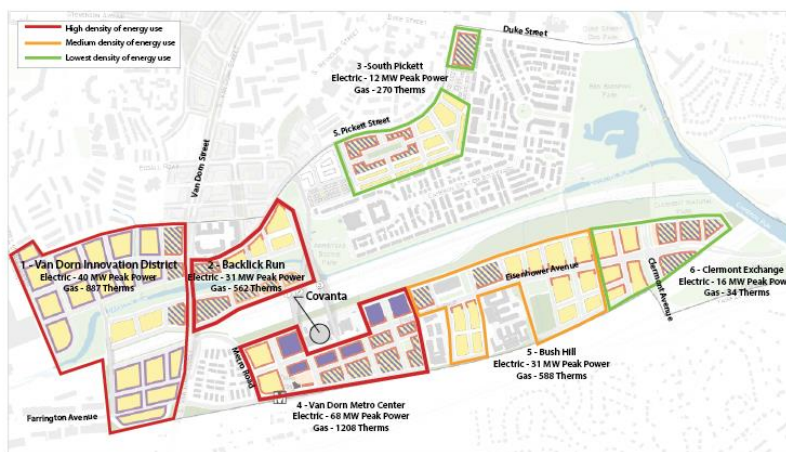 High density of energy use
Medium density of energy use
Lowest density of energy use
Duke Street
3 -South Pickett
Electric - 12 MW Peak Power
Gas - 270 Therms
S. Pickett Street
Van Dorn Street
1 - Van Dorn Innovation District
Electric - 40 MW Peak Power
Gas - 887 Therms
2 - Backlick Run
Electric - 31 MW Peak Power
Gas - 562 Therms
Covanta
Eisenhower Avenue
Clermont Avenue
6 - Clermont Exchange
Electric - 16 MW Peak Pow
Gas - 34 Therms
5 - Bush Hill
Electric - 31 MW Peak Power
Gas - 588 Therms
Metro Road
4 - Van Dorn Metro Center
Electric - 68 MW Peak Power
Gas - 1208 Therms
Farrington Avenue